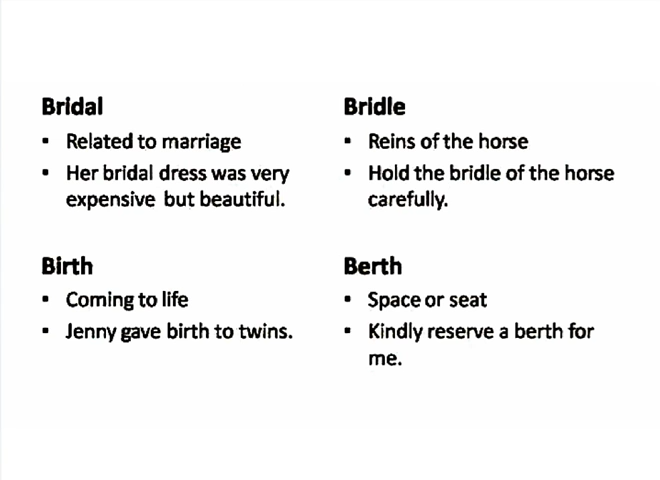 Bridal
▪ Related to marriage
▪ Her bridal dress was very
expensive but beautiful.
Bridle
▪ Reins of the horse
▪ Hold the bridle of the horse
carefully.
Birth
▪ Coming to life
▪ Jenny gave birth to twins.
Berth
▪ Space or seat
▪ Kindly reserve a berth for
me.